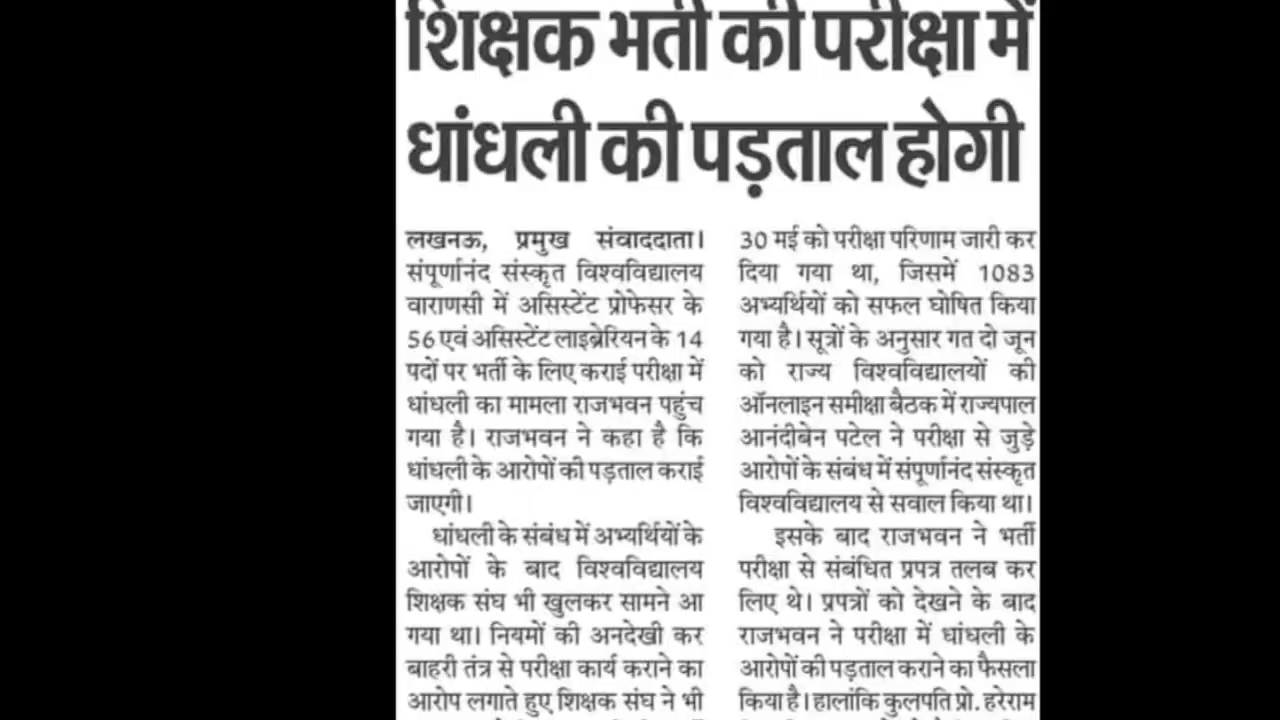 शिक्षक भर्ती की परीक्षा में
धांधली की पड़ताल होगी
लखनऊ, प्रमुख संवाददाता।
संपूर्णानंद संस्कृत विश्वविद्यालय
वाराणसी में असिस्टेंट प्रोफेसर के
56 एवं असिस्टेंट लाइब्रेरियन के 14
पदों पर भर्ती के लिए कराई परीक्षा में
धांधली का मामला राजभवन पहुंच
गया है। राजभवन ने कहा है कि
धांधली के आरोपों की पड़ताल कराई
जाएगी।
धांधली के संबंध में अभ्यर्थियों के
आरोपों के बाद विश्वविद्यालय
शिक्षक संघ भी खुलकर सामने आ
गया था। नियमों की अनदेखी कर
बाहरी तंत्र से परीक्षा कार्य कराने का
आरोप लगाते हुए शिक्षक संघ ने भी
30 मई को परीक्षा परिणाम जारी कर
दिया गया था, जिसमें 1083
अभ्यर्थियों को सफल घोषित किया
गया है। सूत्रों के अनुसार गत दो जून
को राज्य विश्वविद्यालयों की
ऑनलाइन समीक्षा बैठक में राज्यपाल
आनंदीबेन पटेल ने परीक्षा से जुड़े
आरोपों के संबंध में संपूर्णानंद संस्कृत
विश्वविद्यालय से सवाल किया था।
इसके बाद राजभवन ने भर्ती
परीक्षा से संबंधित प्रपत्र तलब कर
लिए थे। प्रपत्रों को देखने के बाद
राजभवन ने परीक्षा में धांधली के
आरोपों की पड़ताल कराने का फैसला
किया है। हालांकि कुलपति प्रो. हरेराम